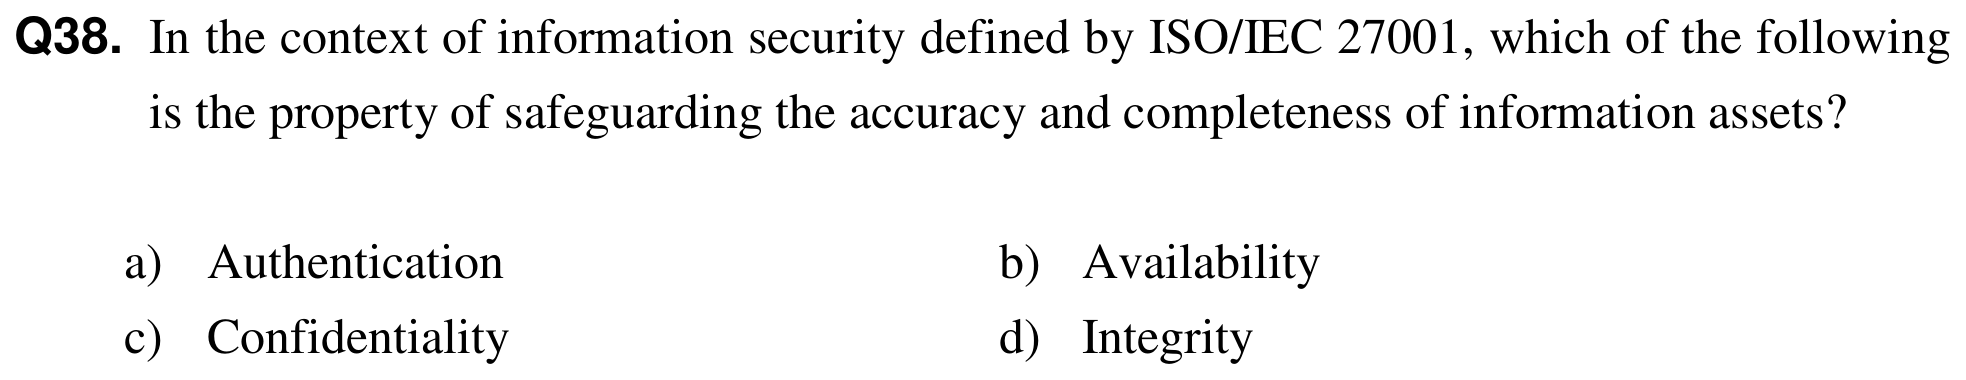 Q38. In the context of information security defined by ISO/IEC 27001, which of the following
is the property of safeguarding the accuracy and completeness of information assets?
a) Authentication b) Availability
c) Confidentiality d) Integrity